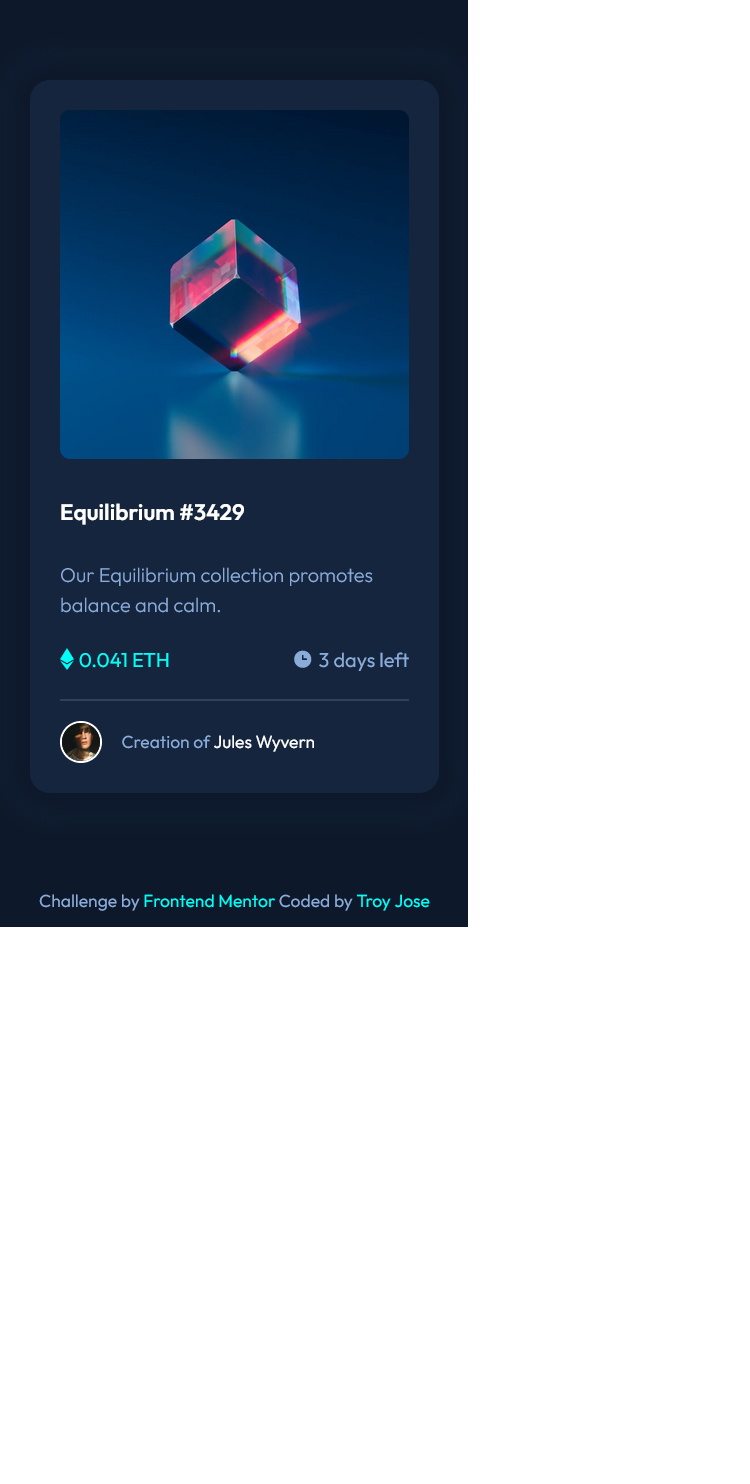 Equilibrium #3429
Our Equilibrium collection promotes
balance and calm.
0.041 ETH
3 days left
Creation of Jules Wyvern
Challenge by Frontend Mentor Coded by Troy Jose